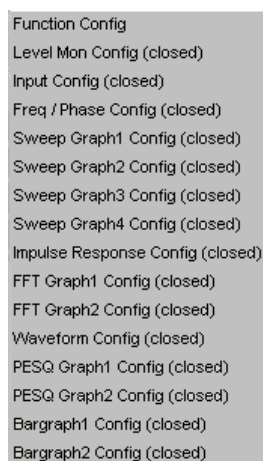 Function Config
Level Mon Config (closed)
Input Config (closed)
Freq / Phase Config (closed)
Sweep Graph1 Config (closed)
Sweep Graph2 Config (closed)
Sweep Graph3 Config (closed)
Sweep Graph4 Config (closed)
Impulse Response Config (closed)
FFT Graph1 Config (closed)
FFT Graph2 Config (closed)
Waveform Config (closed)
PESQ Graph1 Config (closed)
PESQ Graph2 Config (closed)
Bargraph1 Config (closed)
Bargraph2 Config (closed)